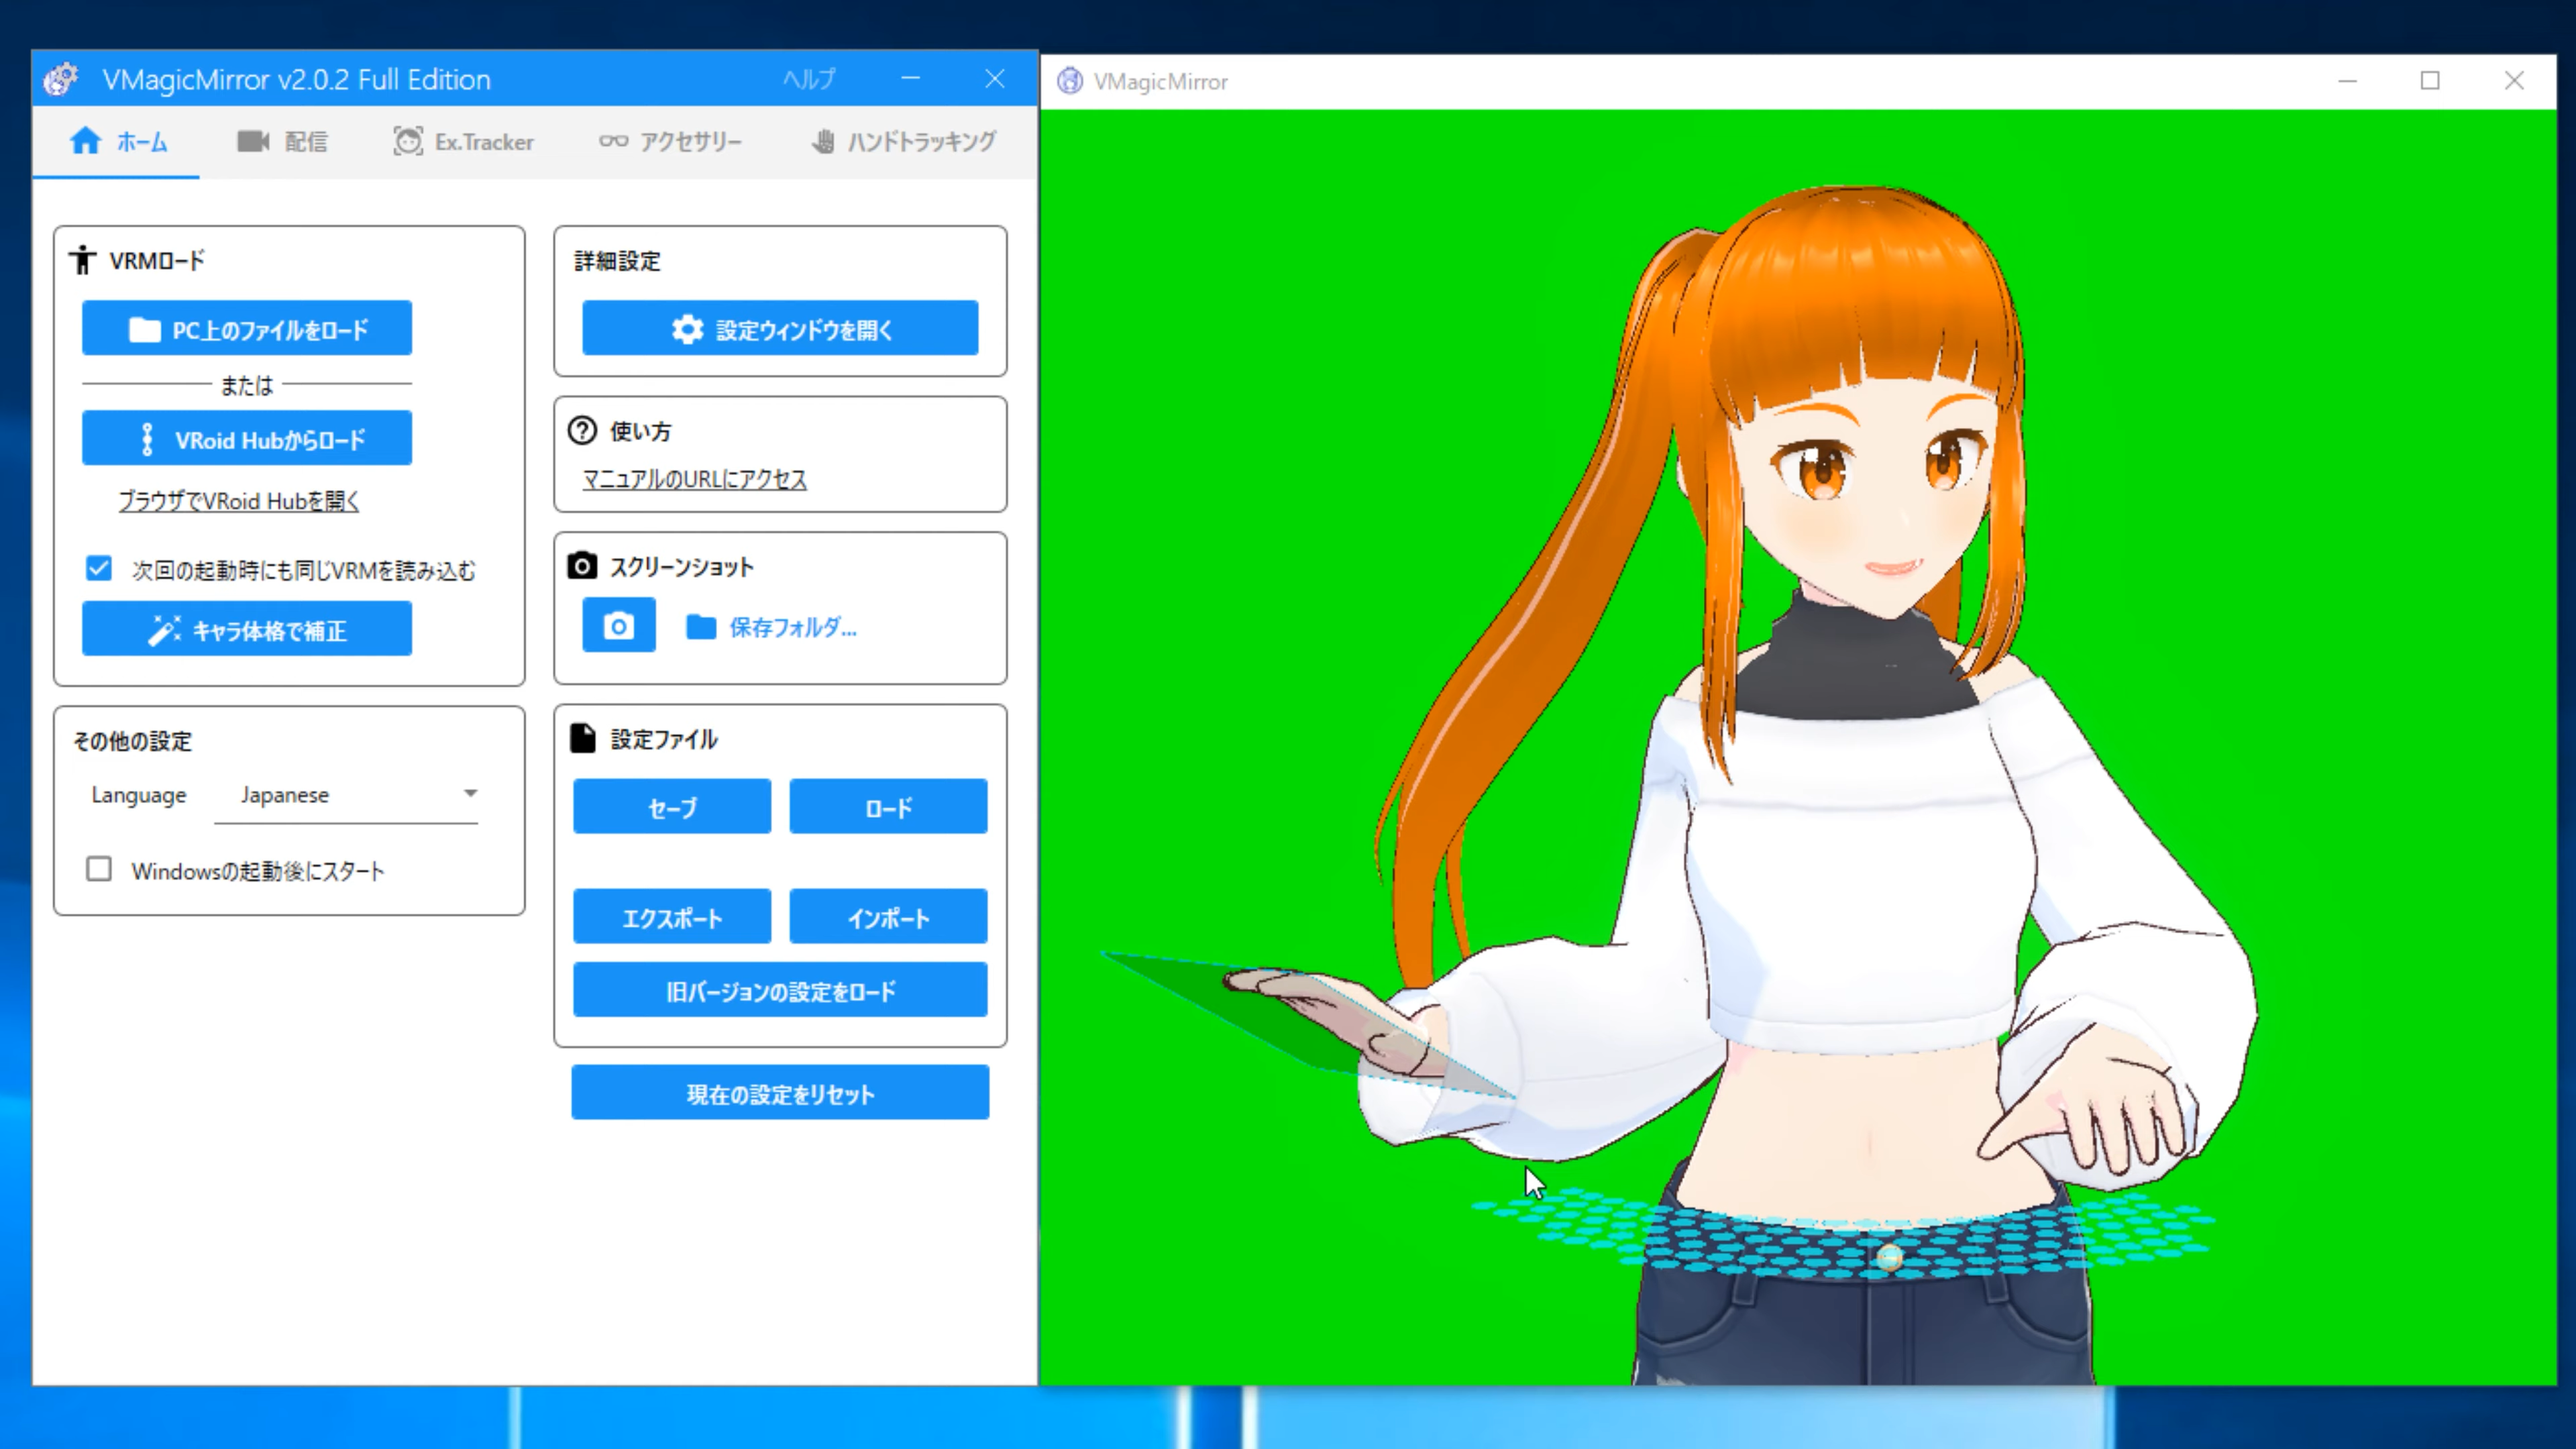 VMagicMirror v2.0.2 Full Edition
ヘルプ
VMagicMirror
ホーム
配信
Ex.Tracker
アクセサリー
ハンドトラッキング
VRMロード
PC上のファイルをロード
または
VRoid Hubからロード
ブラウザでVRoid Hubを開く
次回の起動時にも同じVRMを読み込む
キャラ体格で補正
その他の設定
Language
Japanese
Windowsの起動後にスタート
詳細設定
設定ウィンドウを開く
使い方
マニュアルのURLにアクセス
スクリーンショット
保存フォルダ...
設定ファイル
セーブ
ロード
エクスポート
インポート
旧バージョンの設定をロード
現在の設定をリセット